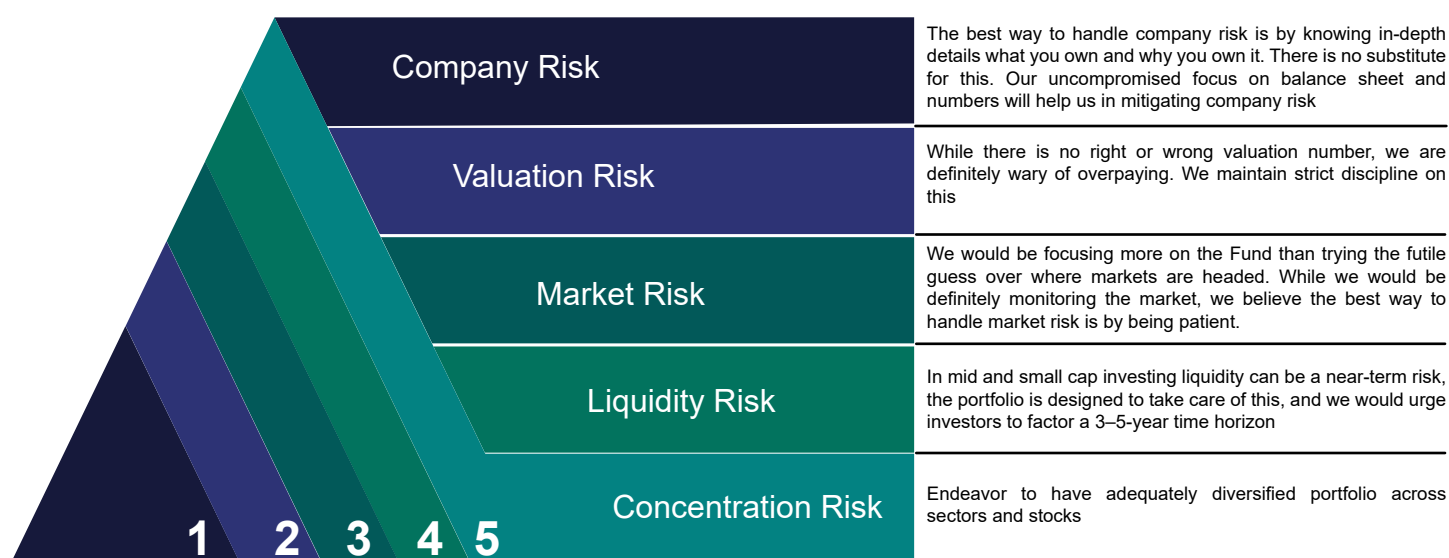 Company Risk
The best way to handle company risk is by knowing in-depth
details what you own and why you own it. There is no substitute
for this. Our uncompromised focus on balance sheet and
numbers will help us in mitigating company risk
Valuation Risk
While there is no right or wrong valuation number, we are
definitely wary of overpaying. We maintain strict discipline on
this
Market Risk
We would be focusing more on the Fund than trying the futile
guess over where markets are headed. While we would be
definitely monitoring the market, we believe the best way to
handle market risk is by being patient.
Liquidity Risk
In mid and small cap investing liquidity can be a near-term risk,
the portfolio is designed to take care of this, and we would urge
investors to factor a 3–5-year time horizon
Concentration Risk
Endeavor to have adequately diversified portfolio across
sectors and stocks
1 2 3 4 5